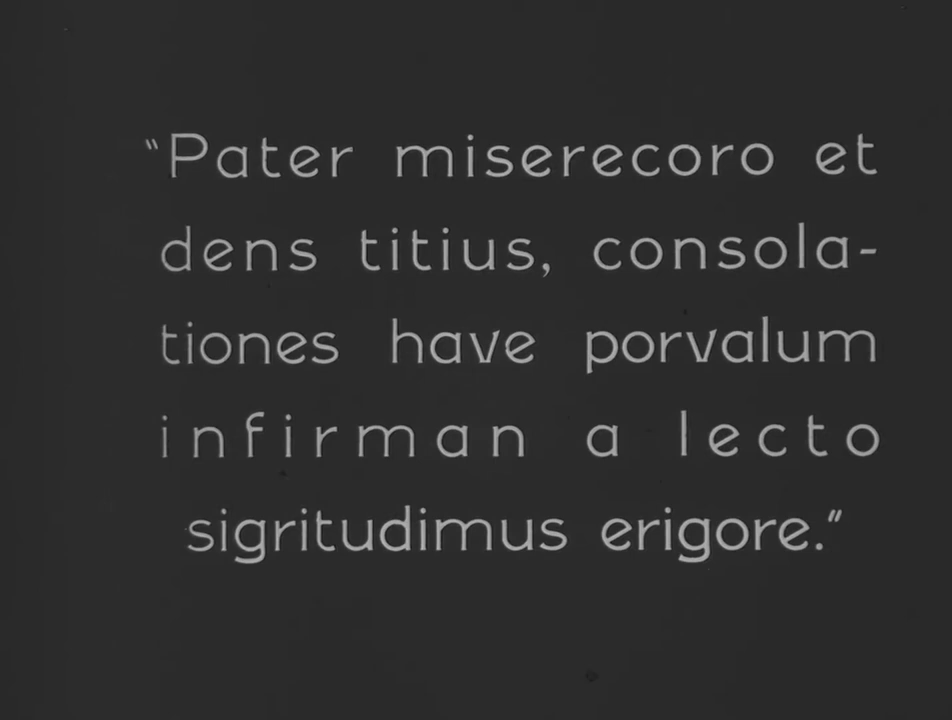 "Pater miserecoro et
dens titius, consola-
tiones have porvalum
infirman a lecto
sigritudimus erigore."